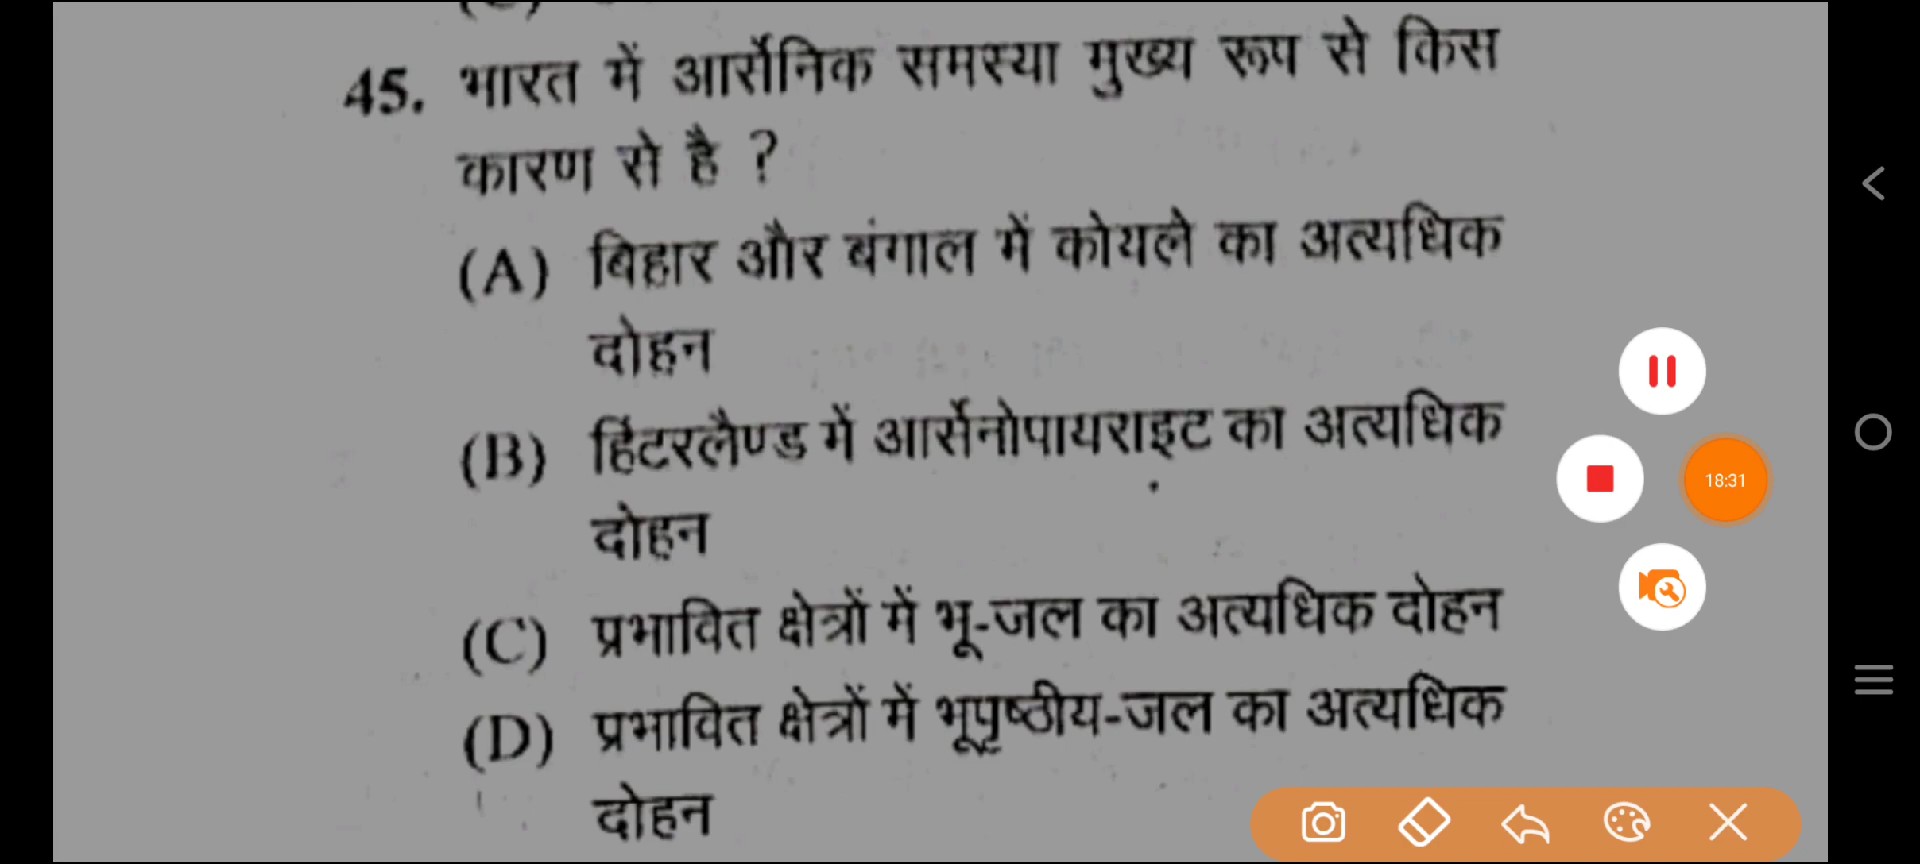 45. भारत में आर्सेनिक समस्या मुख्य रूप से किस
कारण से है ?
(A) बिहार और बंगाल में कोयले का अत्यधिक
दोहन
(B) हिंटरलैण्ड में आर्सेनोपायराइट का अत्यधिक
दोहन
(C) प्रभावित क्षेत्रों में भू-जल का अत्यधिक दोहन
(D) प्रभावित क्षेत्रों में भूपृष्ठीय-जल का अत्यधिक
दोहन
18:31